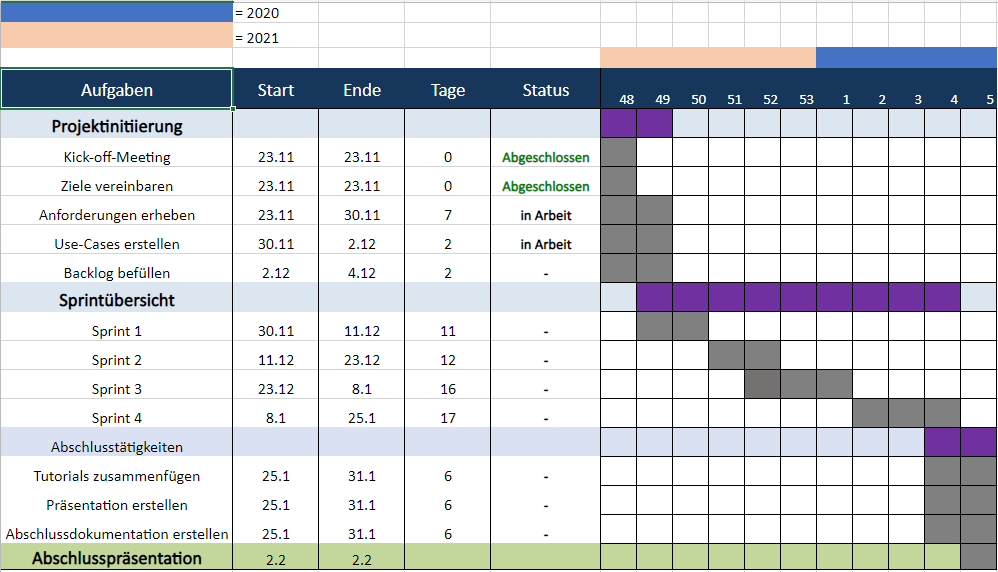 = 2020
= 2021
Aufgaben Start Ende Tage Status 48 49 50 51 52 53 1 2 3 4 5
Projektinitiierung
Kick-off-Meeting 23.11 23.11 0 Abgeschlossen
Ziele vereinbaren 23.11 23.11 0 Abgeschlossen
Anforderungen erheben 23.11 30.11 7 in Arbeit
Use-Cases erstellen 30.11 2.12 2 in Arbeit
Backlog befüllen 2.12 4.12 2 -
Sprintübersicht
Sprint 1 30.11 11.12 11 -
Sprint 2 11.12 23.12 12 -
Sprint 3 23.12 8.1 16 -
Sprint 4 8.1 25.1 17 -
Abschlusstätigkeiten
Tutorials zusammenfügen 25.1 31.1 6 -
Präsentation erstellen 25.1 31.1 6 -
Abschlussdokumentation erstellen 25.1 31.1 6 -
Abschlusspräsentation 2.2 2.2